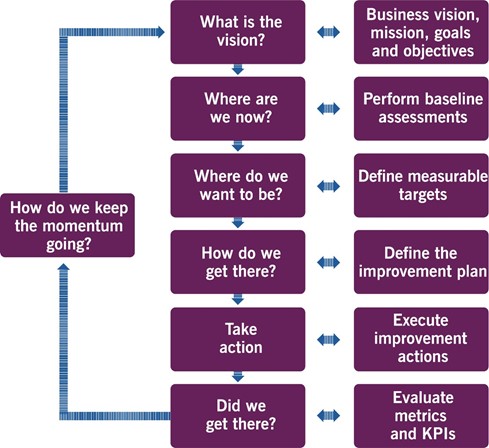 What is the
vision?
Business vision,
mission, goals
and objectives
Where are
we now?
Perform baseline
assessments
Where do we
want to be?
Define measurable
targets
How do we keep
the momentum
going?
How do we
get there?
Define the
improvement plan
Take
action
Execute
improvement
actions
Did we
get there?
Evaluate
metrics
and KPIs